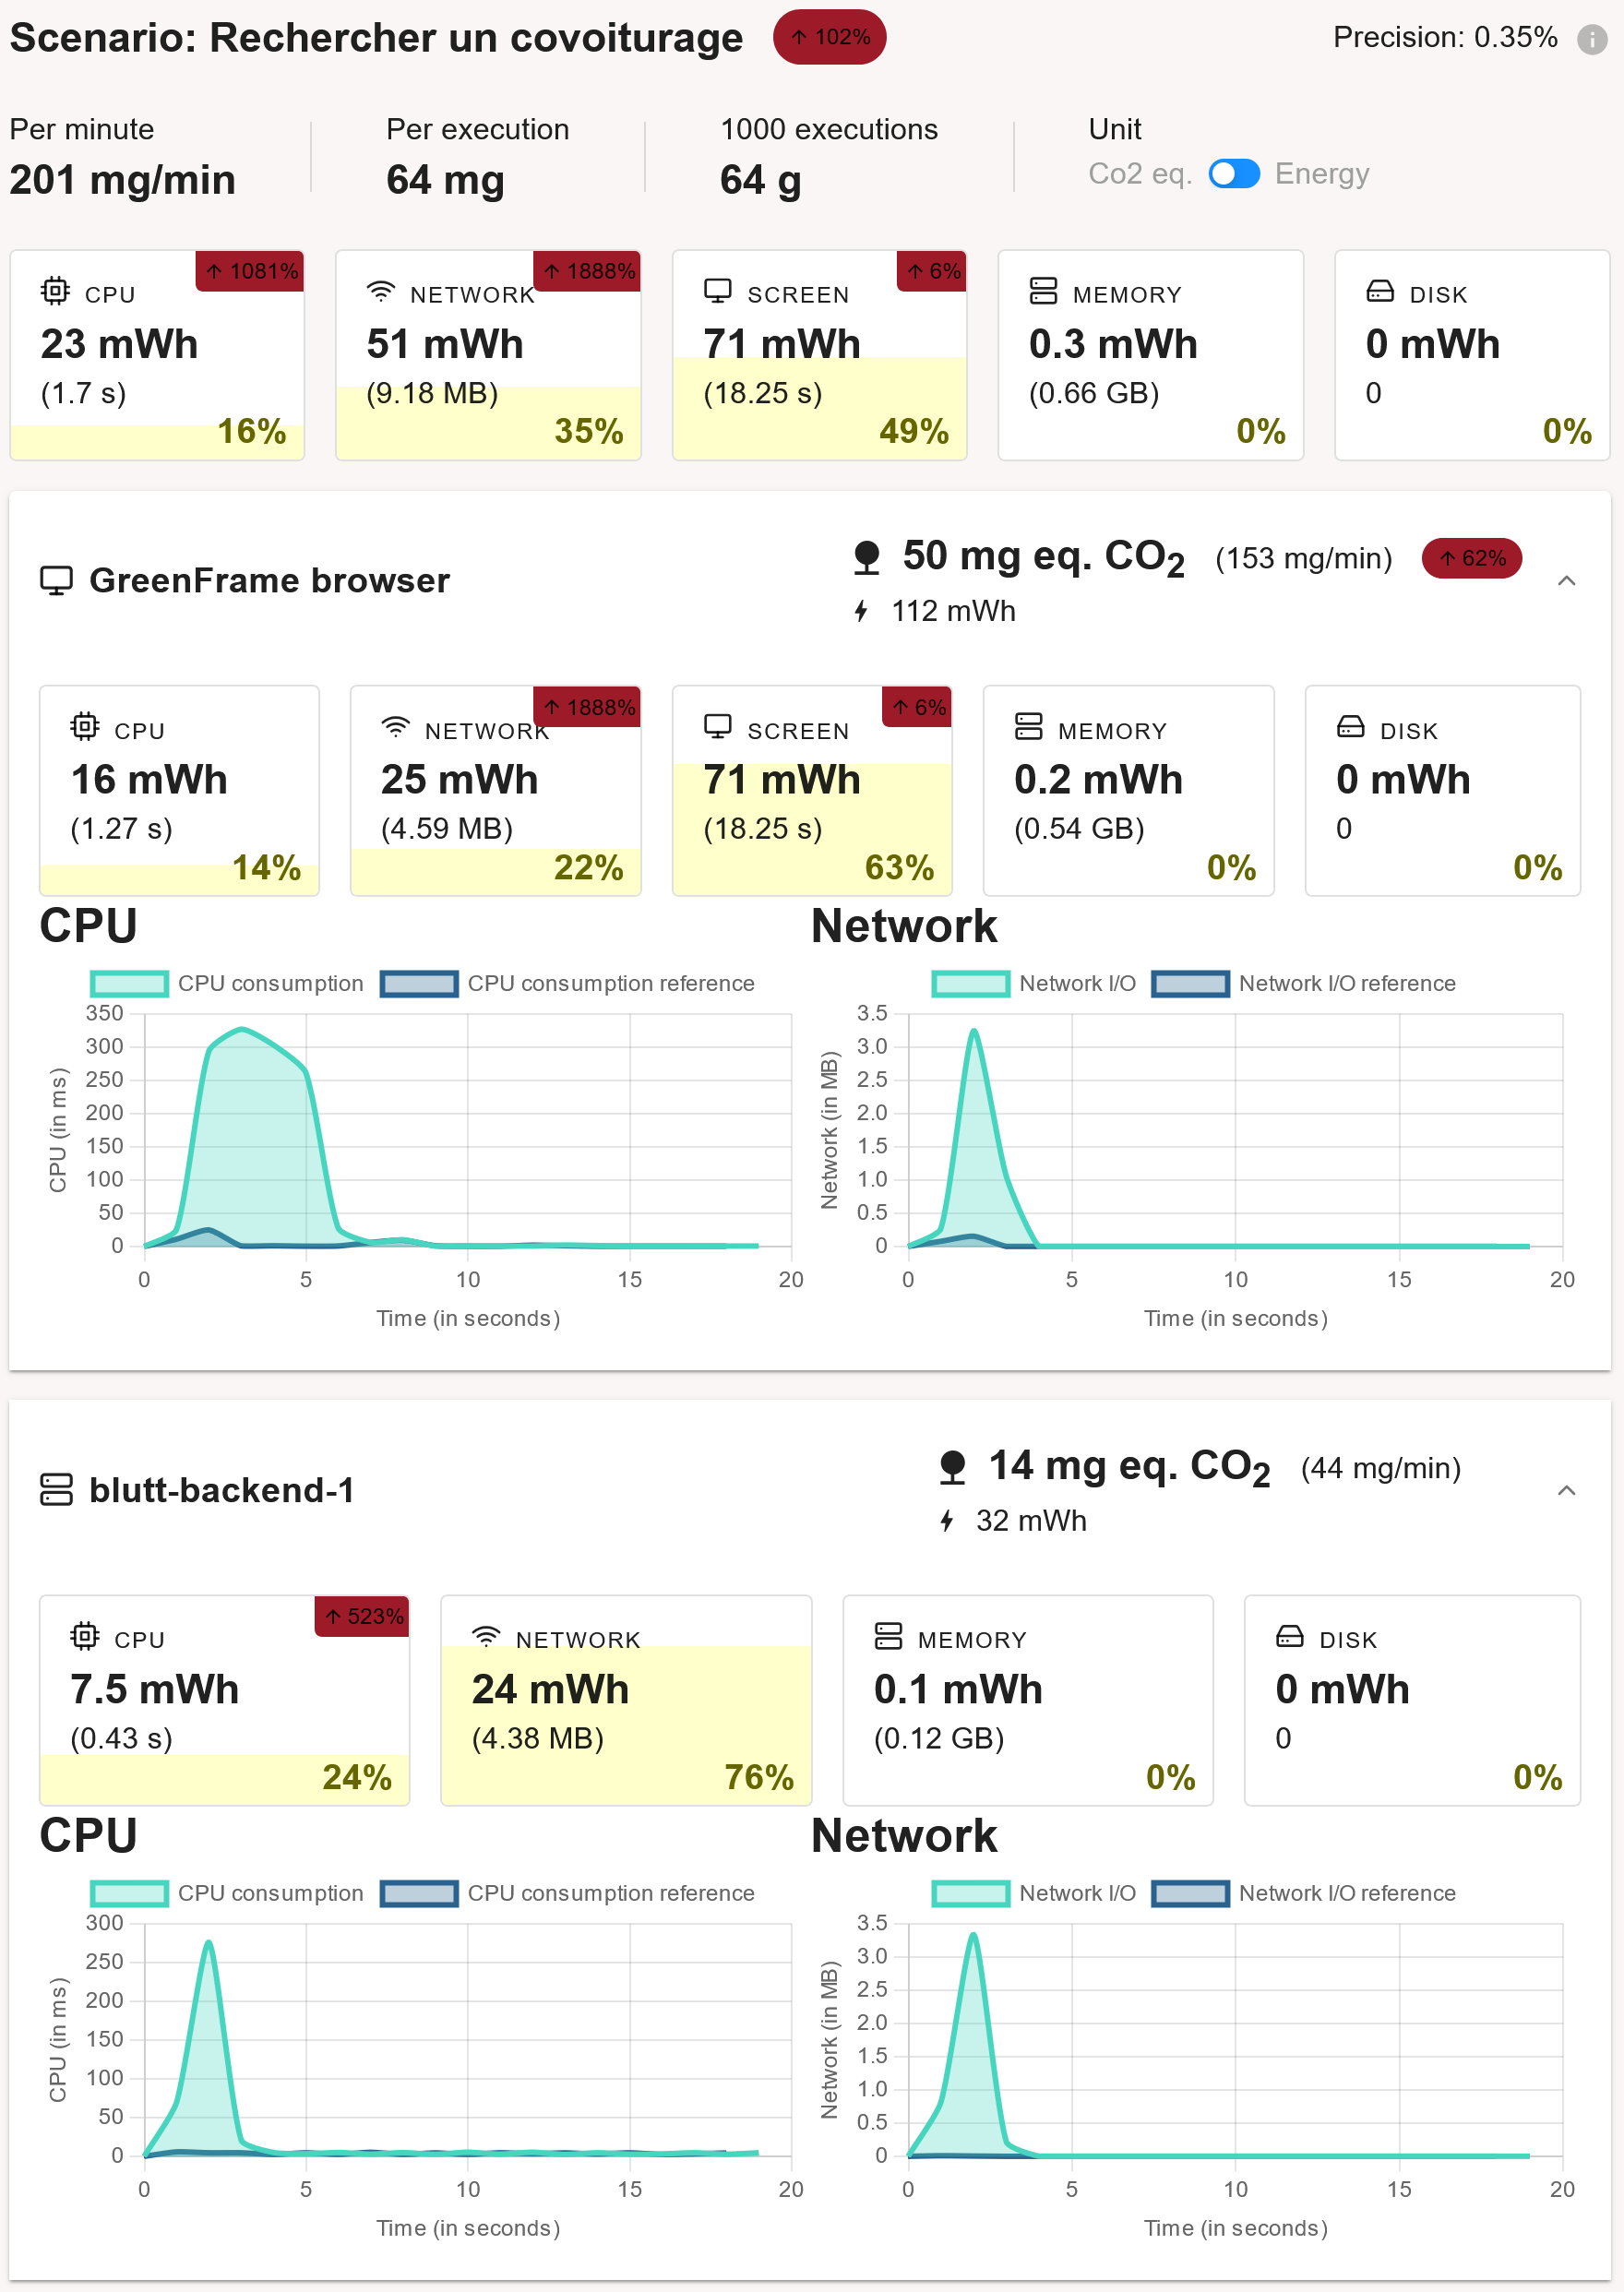 Scenario: Rechercher un covoiturage ↑ 102% Precision: 0.35%
Per minute Per execution 1000 executions Unit
201 mg/min 64 mg 64 g Co2 eq. Energy
CPU ↑ 1081% NETWORK ↑ 1888% SCREEN ↑ 6% MEMORY DISK
23 mWh 51 mWh 71 mWh 0.3 mWh 0 mWh
(1.7 s) (9.18 MB) (18.25 s) (0.66 GB) 0
16% 35% 49% 0% 0%
GreenFrame browser 50 mg eq. CO₂ (153 mg/min) ↑ 62%
112 mWh
CPU NETWORK ↑ 1888% SCREEN ↑ 6% MEMORY DISK
16 mWh 25 mWh 71 mWh 0.2 mWh 0 mWh
(1.27 s) (4.59 MB) (18.25 s) (0.54 GB) 0
14% 22% 63% 0% 0%
CPU
CPU consumption CPU consumption reference
350
300
250
200
150
100
50
0
CPU (in ms)
0 5 10 15 20
Time (in seconds)
Network
Network I/O Network I/O reference
3.5
3.0
2.5
2.0
1.5
1.0
0.5
0
Network (in MB)
0 5 10 15 20
Time (in seconds)
blutt-backend-1 14 mg eq. CO₂ (44 mg/min)
32 mWh
CPU ↑ 523% NETWORK MEMORY DISK
7.5 mWh 24 mWh 0.1 mWh 0 mWh
(0.43 s) (4.38 MB) (0.12 GB) 0
24% 76% 0% 0%
CPU
CPU consumption CPU consumption reference
300
250
200
150
100
50
0
CPU (in ms)
0 5 10 15 20
Time (in seconds)
Network
Network I/O Network I/O reference
3.5
3.0
2.5
2.0
1.5
1.0
0.5
0
Network (in MB)
0 5 10 15 20
Time (in seconds)